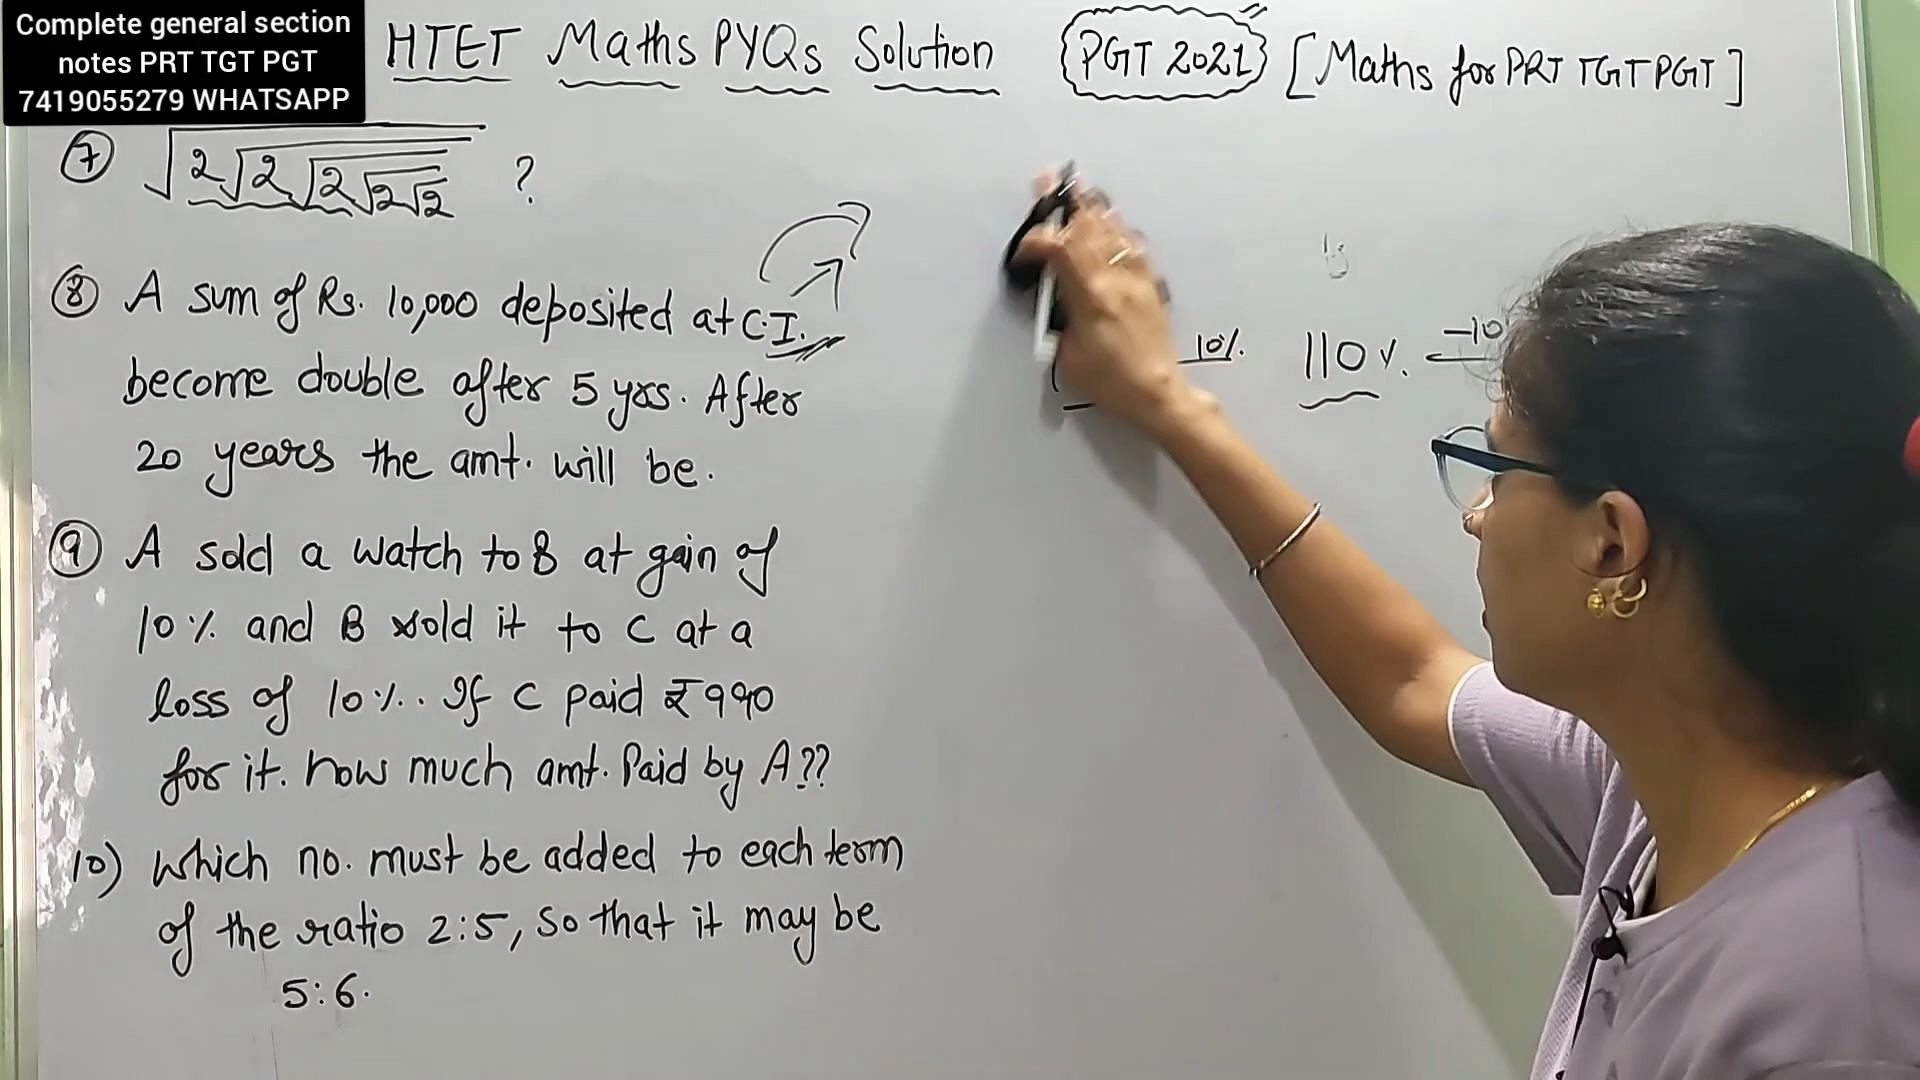 Complete general section
notes PRT TGT PGT
7419055279 WHATSAPP
HTET Maths PYQs Solution PGT 2021 [Maths for PRT TGT PGT]
7 √2√2√2√2√2 ?
8 A sum of Rs. 10,000 deposited at C.I.
become double after 5 yrs. After
20 years the amt. will be.
9 A sold a watch to B at gain of
10% and B sold it to C at a
loss of 10%. If C paid ₹990
for it. how much amt. Paid by A??
10) which no. must be added to each term
of the ratio 2:5, so that it may be
5:6.
10% 110% -10